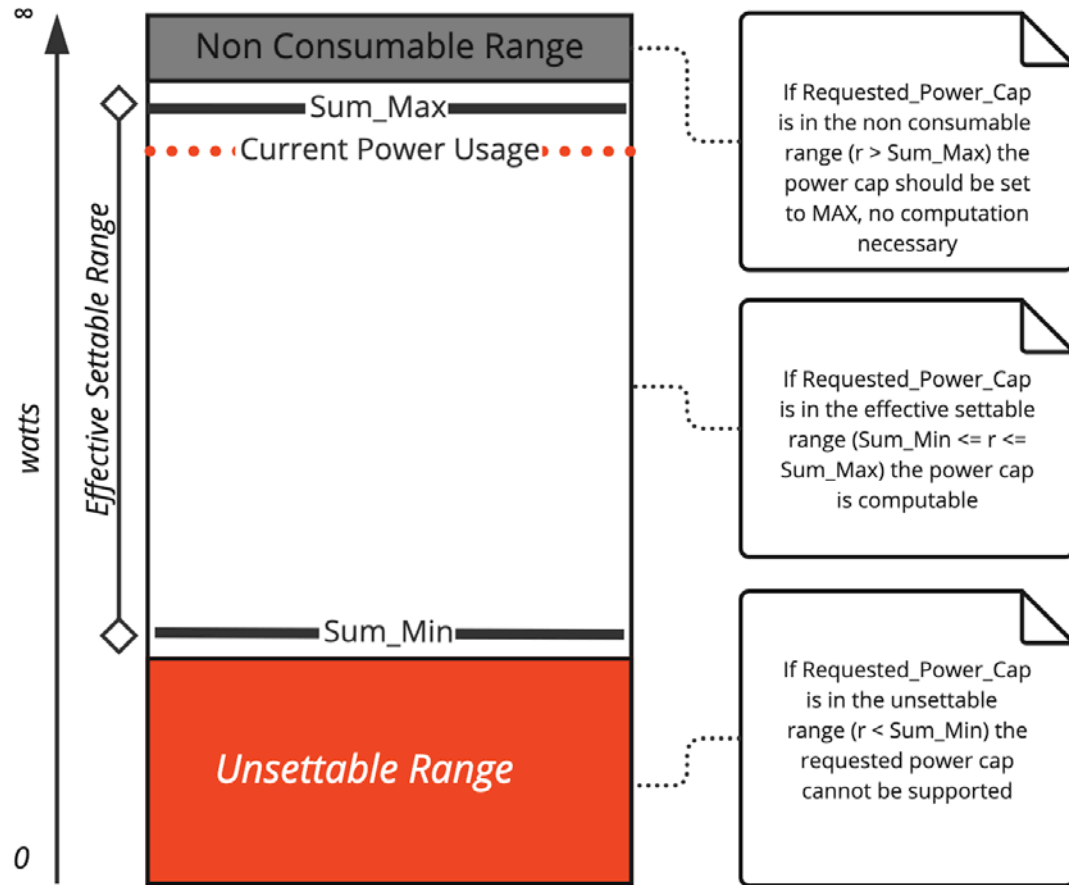 ∞
Non Consumable Range
Sum_Max
Current Power Usage
Effective Settable Range
watts
Sum_Min
Unsettable Range
0
If Requested_Power_Cap
is in the non consumable
range (r > Sum_Max) the
power cap should be set
to MAX, no computation
necessary
If Requested_Power_Cap
is in the effective settable
range (Sum_Min <= r <=
Sum_Max) the power cap
is computable
If Requested_Power_Cap
is in the unsettable
range (r < Sum_Min) the
requested power cap
cannot be supported